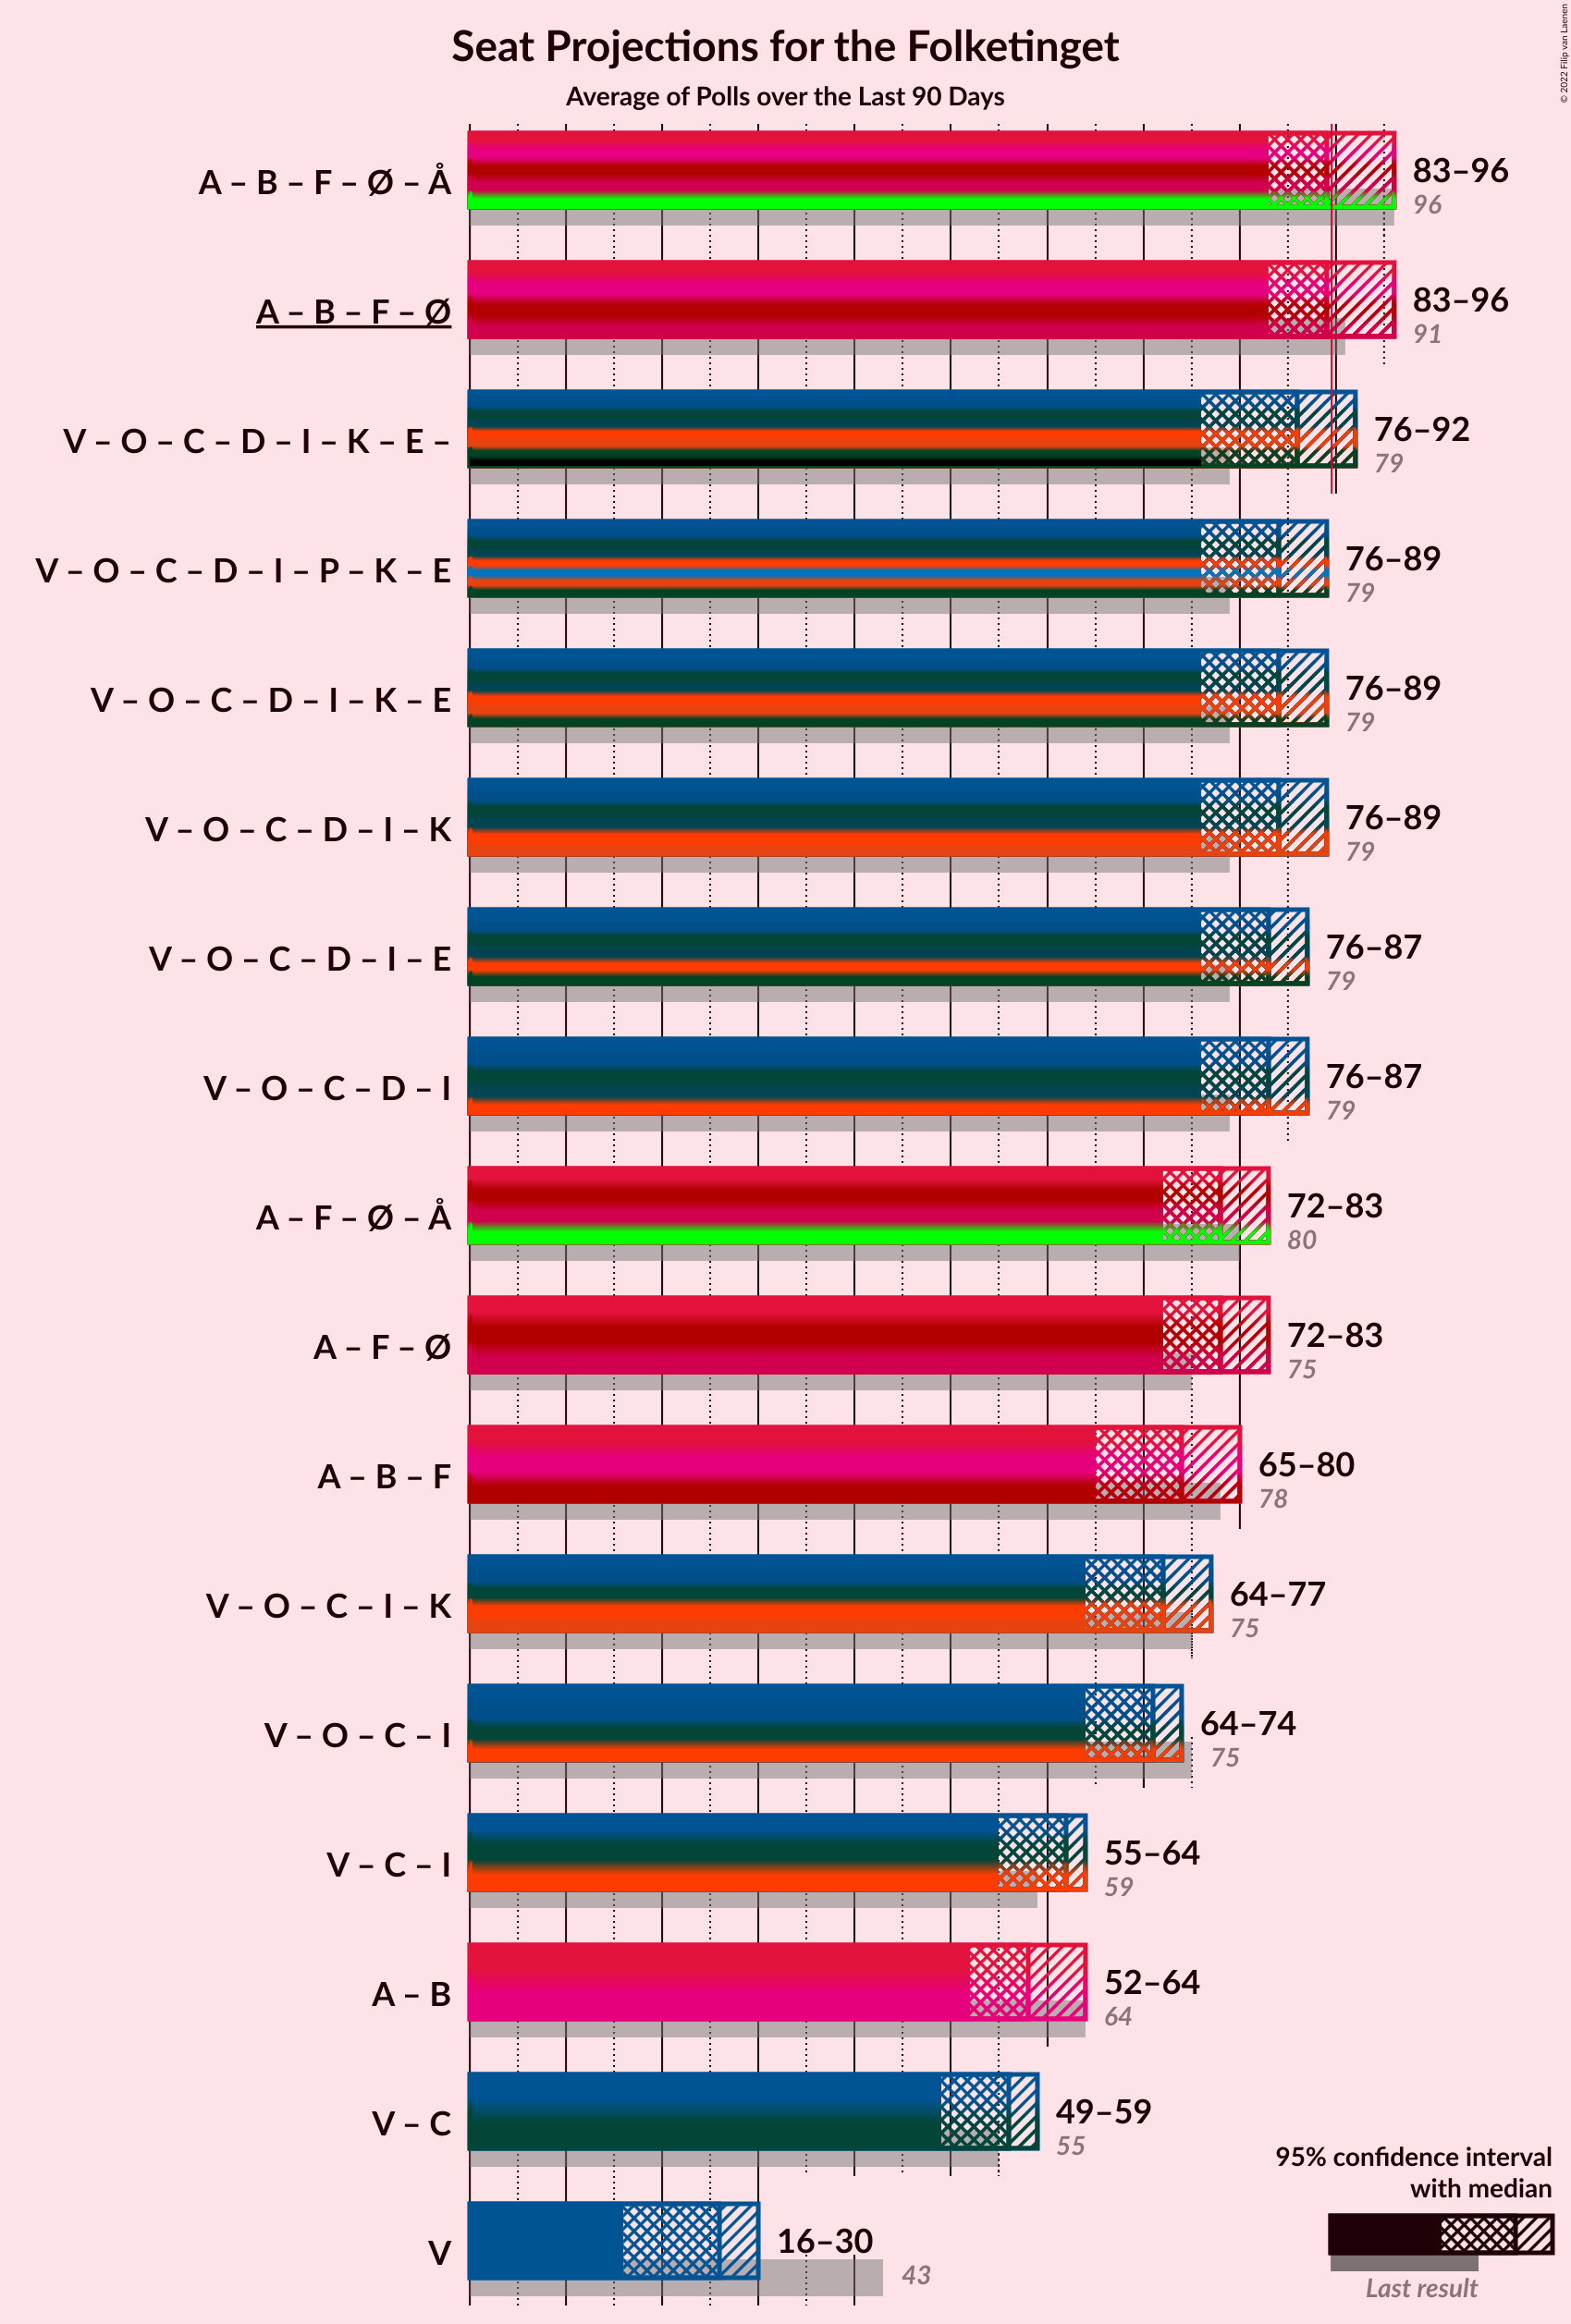 Seat Projections for the Folketinget
Average of Polls over the Last 90 Days
© 2022 Filip van Laenen
A – B – F – Ø – Å
83–96
96
A – B – F – Ø
83–96
91
V – O – C – D – I – K – E –
76–92
79
V – O – C – D – I – P – K – E
76–89
79
V – O – C – D – I – K – E
76–89
79
V – O – C – D – I – K
76–89
79
V – O – C – D – I – E
76–87
79
V – O – C – D – I
76–87
79
A – F – Ø – Å
72–83
80
A – F – Ø
72–83
75
A – B – F
65–80
78
V – O – C – I – K
64–77
75
V – O – C – I
64–74
75
V – C – I
55–64
59
A – B
52–64
64
V – C
49–59
55
V
16–30
43
95% confidence interval
with median
Last result